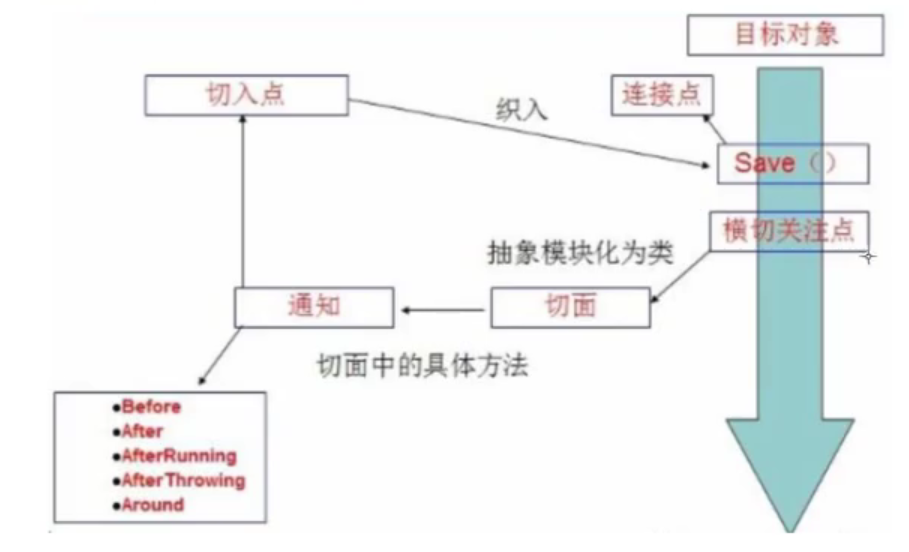 目标对象
切入点
织入
连接点
Save（）
横切关注点
抽象模块化为类
通知
切面
切面中的具体方法
●Before
●After
●AfterRunning
●AfterThrowing
●Around